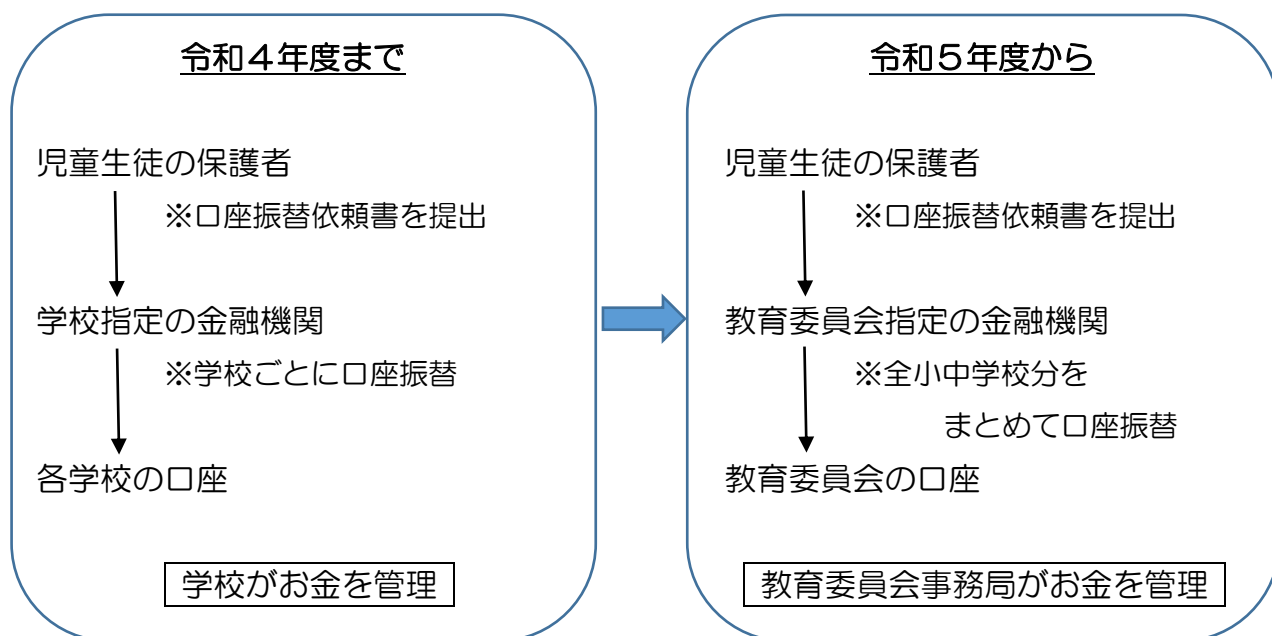 令和４年度まで
児童生徒の保護者
※口座振替依頼書を提出
学校指定の金融機関
※学校ごとに口座振替
各学校の口座
学校がお金を管理
令和５年度から
児童生徒の保護者
※口座振替依頼書を提出
教育委員会指定の金融機関
※全小中学校分を
まとめて口座振替
教育委員会の口座
教育委員会事務局がお金を管理